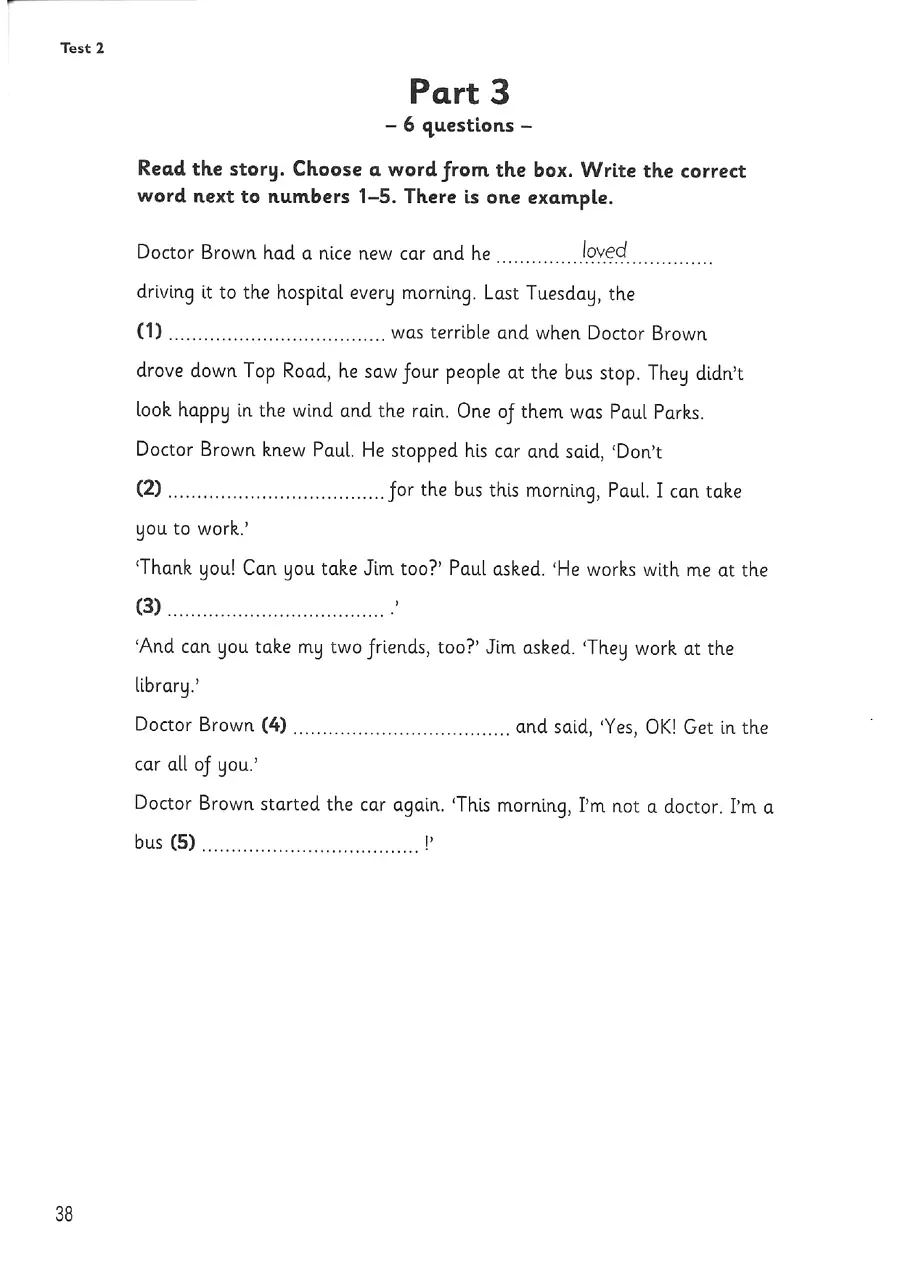 Test 2
Part 3
– 6 questions –
Read the story. Choose a word from the box. Write the correct
word next to numbers 1–5. There is one example.
Doctor Brown had a nice new car and he ..............loved..............
driving it to the hospital every morning. Last Tuesday, the
(1) ..................................... was terrible and when Doctor Brown
drove down Top Road, he saw four people at the bus stop. They didn't
look happy in the wind and the rain. One of them was Paul Parks.
Doctor Brown knew Paul. He stopped his car and said, 'Don't
(2) ..................................... for the bus this morning, Paul. I can take
you to work.'
'Thank you! Can you take Jim too?' Paul asked. 'He works with me at the
(3) ..................................... .'
'And can you take my two friends, too?' Jim asked. 'They work at the
library.'
Doctor Brown (4) ..................................... and said, 'Yes, OK! Get in the
car all of you.'
Doctor Brown started the car again. 'This morning, I'm not a doctor. I'm a
bus (5) ..................................... !'
38